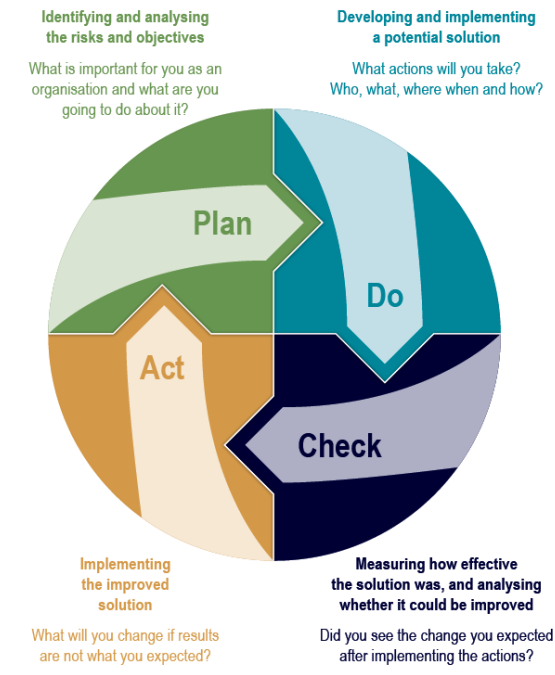 Identifying and analysing
the risks and objectives
What is important for you as an
organisation and what are you
going to do about it?
Developing and implementing
a potential solution
What actions will you take?
Who, what, where when and how?
Plan
Do
Act
Check
Implementing
the improved
solution
What will you change if results
are not what you expected?
Measuring how effective
the solution was, and analysing
whether it could be improved
Did you see the change you expected
after implementing the actions?